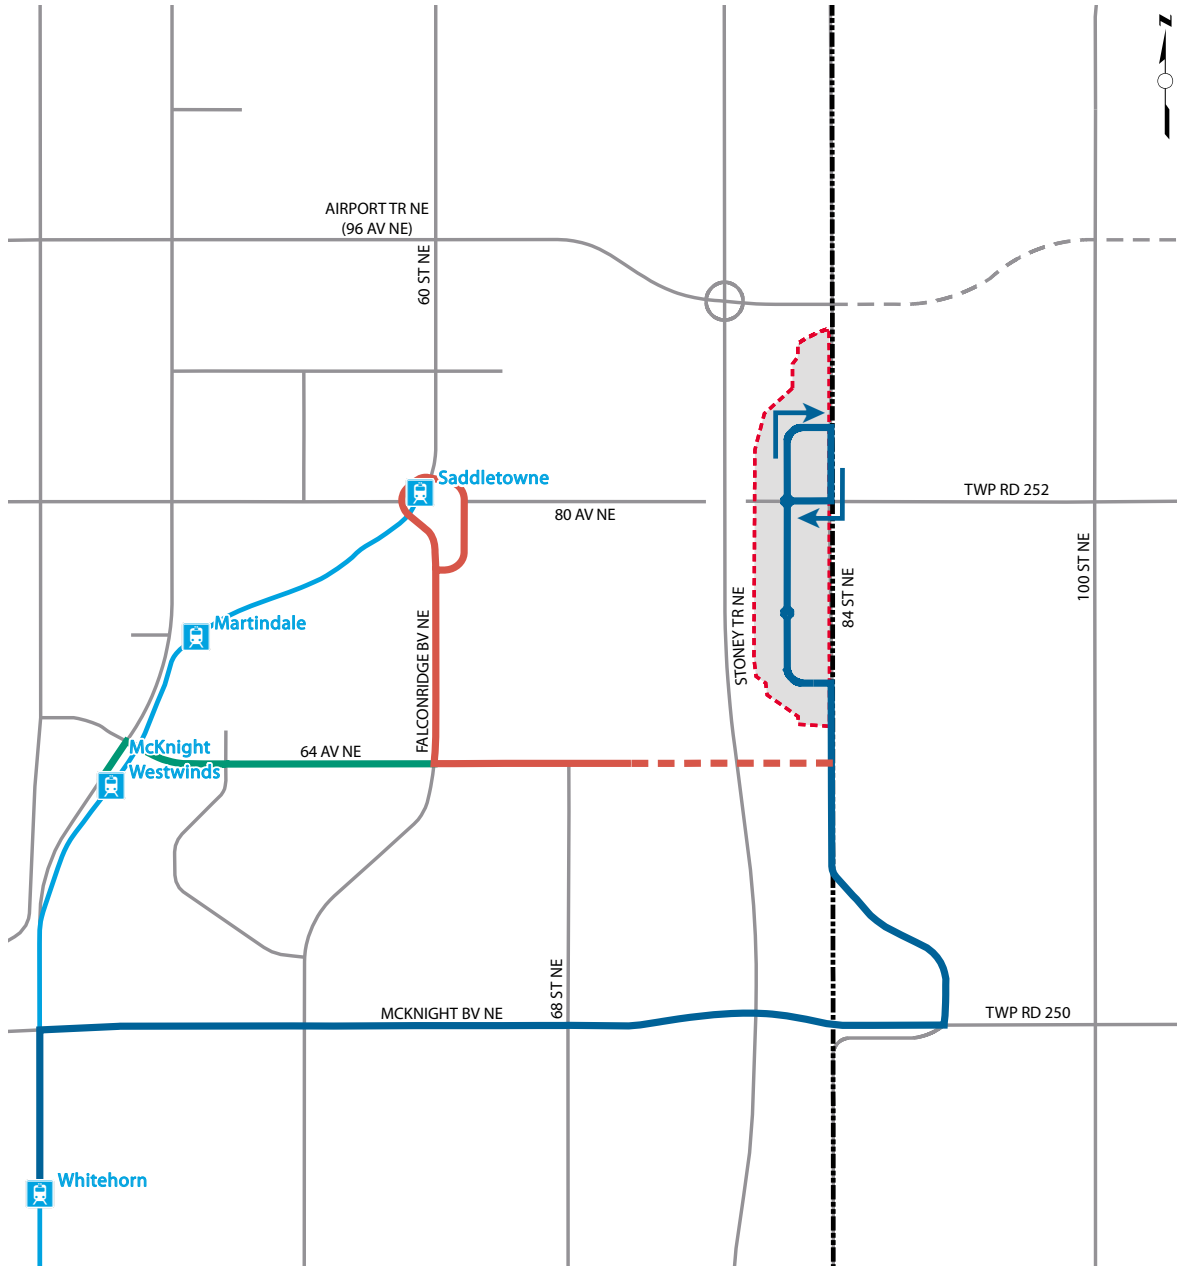 Z
AIRPORT TR NE
(96 AV NE)
60 ST NE
Saddletowne
80 AV NE
TWP RD 252
100 ST NE
84 ST NE
STONEY TR NE
Martindale
FALCONRIDGE BV NE
McKnight
Westwinds
64 AV NE
68 ST NE
MCKNIGHT BV NE
TWP RD 250
Whitehorn